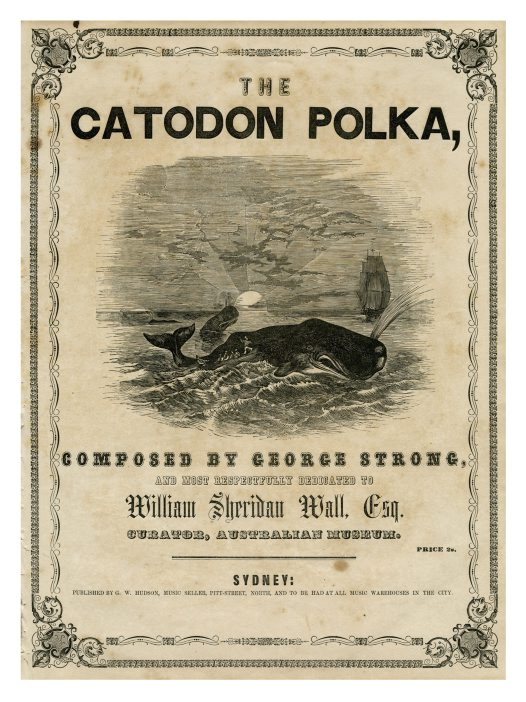 THE
CATODON POLKA,
COMPOSED BY GEORGE STRONG,
AND MOST RESPECTFULLY DEDICATED TO
William Sheridan Wall, Esq.
CURATOR, AUSTRALIAN MUSEUM.
PRICE 2s.
SYDNEY:
PUBLISHED BY G. W. HUDSON, MUSIC SELLER, PITT-STREET, NORTH, AND TO BE HAD AT ALL MUSIC WAREHOUSES IN THE CITY.